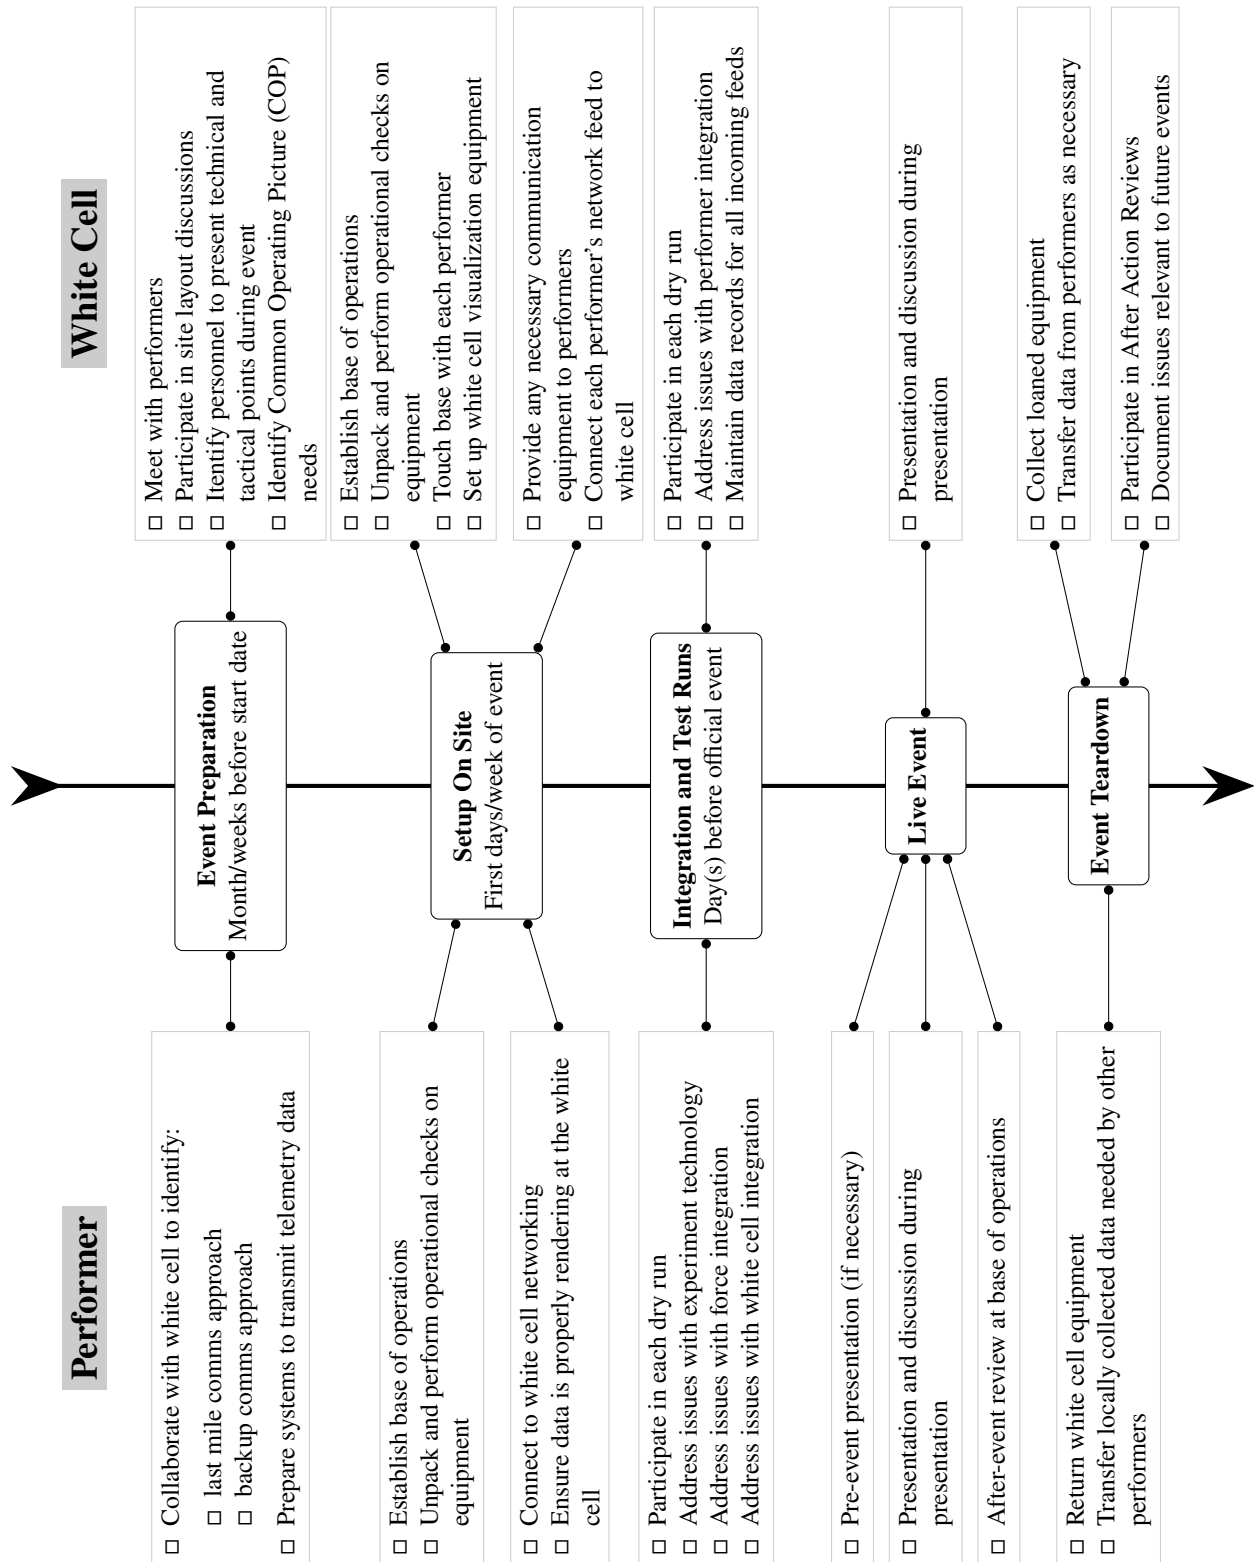 Performer
White Cell
Event Preparation
Month/weeks before start date
☐ Collaborate with white cell to identify:
☐ last mile comms approach
☐ backup comms approach
☐ Prepare systems to transmit telemetry data
☐ Meet with performers
☐ Participate in site layout discussions
☐ Itentify personnel to present technical and
tactical points during event
☐ Identify Common Operating Picture (COP)
needs
Setup On Site
First days/week of event
☐ Establish base of operations
☐ Unpack and perform operational checks on
equipment
☐ Connect to white cell networking
☐ Ensure data is properly rendering at the white
cell
☐ Establish base of operations
☐ Unpack and perform operational checks on
equipment
☐ Touch base with each performer
☐ Set up white cell visualization equipment
☐ Provide any necessary communication
equipment to performers
☐ Connect each performer's network feed to
white cell
Integration and Test Runs
Day(s) before official event
☐ Participate in each dry run
☐ Address issues with experiment technology
☐ Address issues with force integration
☐ Address issues with white cell integration
☐ Participate in each dry run
☐ Address issues with performer integration
☐ Maintain data records for all incoming feeds
Live Event
☐ Pre-event presentation (if necessary)
☐ Presentation and discussion during
presentation
☐ After-event review at base of operations
☐ Presentation and discussion during
presentation
Event Teardown
☐ Return white cell equipment
☐ Transfer locally collected data needed by other
performers
☐ Collect loaned equipment
☐ Transfer data from performers as necessary
☐ Participate in After Action Reviews
☐ Document issues relevant to future events